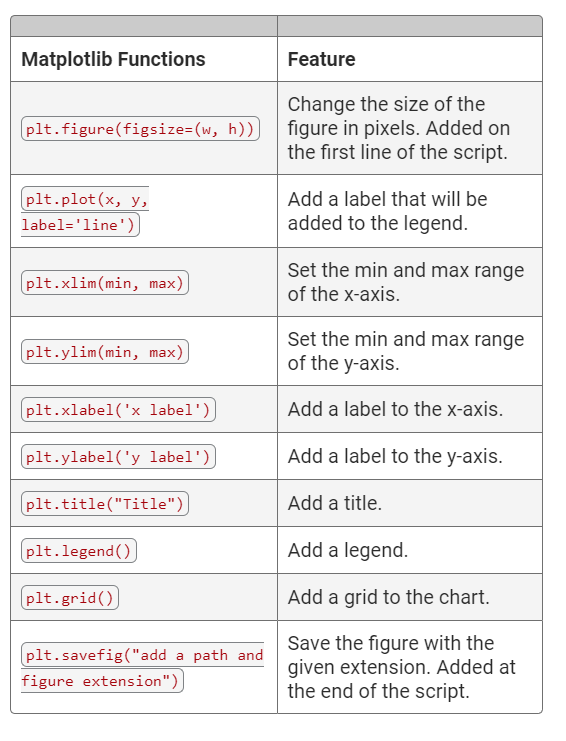 Matplotlib Functions
Feature
plt.figure(figsize=(w, h))
Change the size of the
figure in pixels. Added on
the first line of the script.
plt.plot(x, y,
label='line')
Add a label that will be
added to the legend.
plt.xlim(min, max)
Set the min and max range
of the x-axis.
plt.ylim(min, max)
Set the min and max range
of the y-axis.
plt.xlabel('x label')
Add a label to the x-axis.
plt.ylabel('y label')
Add a label to the y-axis.
plt.title("Title")
Add a title.
plt.legend()
Add a legend.
plt.grid()
Add a grid to the chart.
plt.savefig("add a path and
figure extension")
Save the figure with the
given extension. Added at
the end of the script.